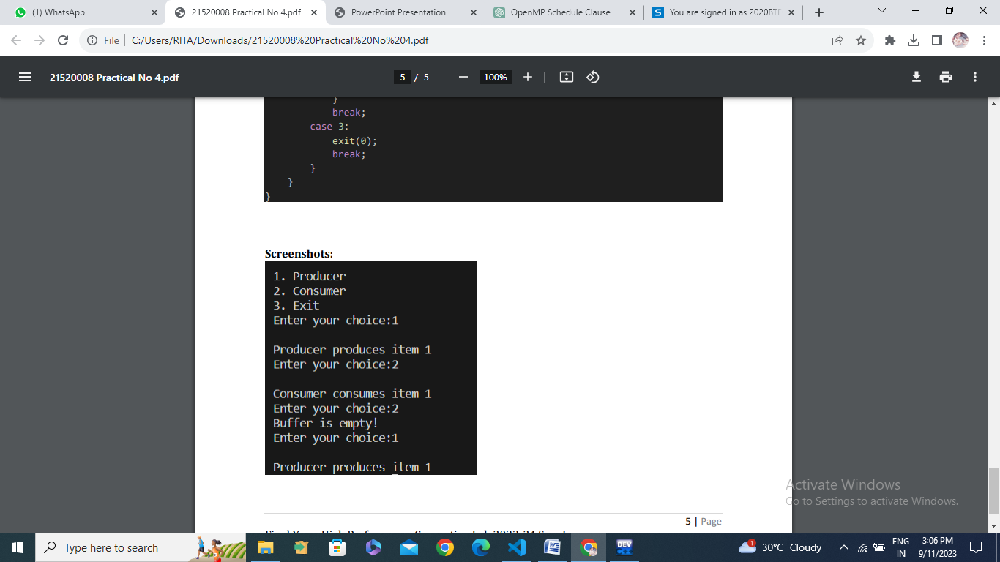 (1) WhatsApp
21520008 Practical No 4.pdf
PowerPoint Presentation
OpenMP Schedule Clause
You are signed in as 2020BTE
File
C:/Users/RITA/Downloads/21520008%20Practical%20No%204.pdf
21520008 Practical No 4.pdf
5 / 5
100%
}
break;
case 3:
exit(0);
break;
}
}
}
Screenshots:
1. Producer
2. Consumer
3. Exit
Enter your choice:1
Producer produces item 1
Enter your choice:2
Consumer consumes item 1
Enter your choice:2
Buffer is empty!
Enter your choice:1
Producer produces item 1
Activate Windows
Go to Settings to activate Windows.
5 | Page
Type here to search
DEV
1
30°C Cloudy
ENG
IN
3:06 PM
9/11/2023